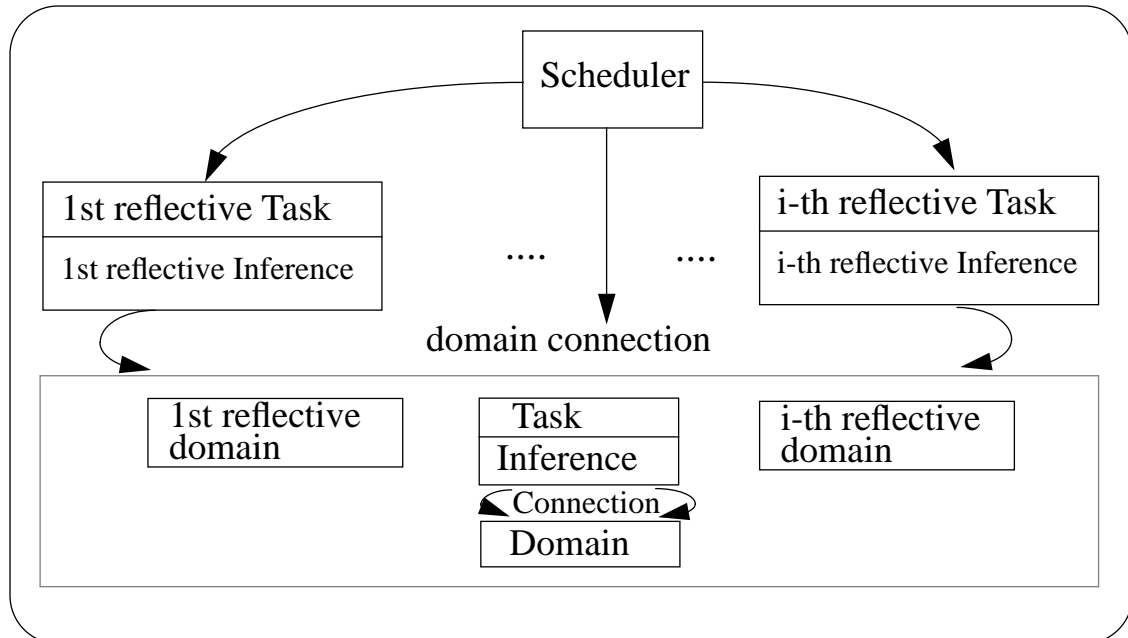 Scheduler
1st reflective Task
1st reflective Inference
....
....
i-th reflective Task
i-th reflective Inference
domain connection
1st reflective
domain
Task
Inference
Connection
Domain
i-th reflective
domain